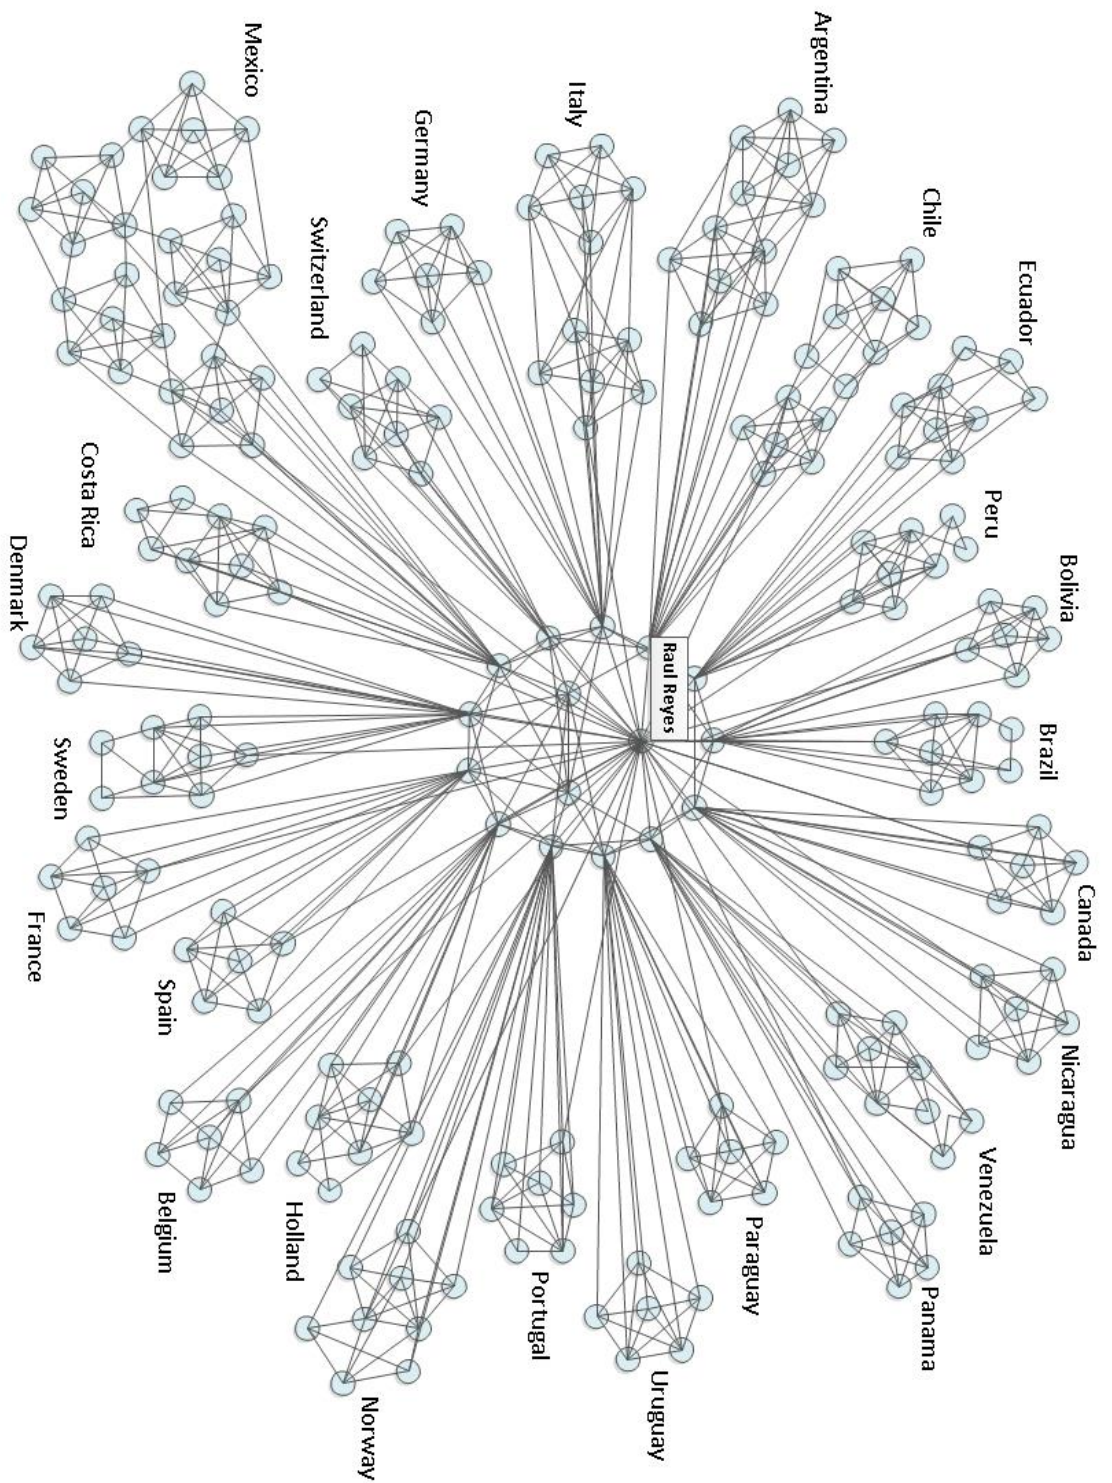 Mexico
Germany
Italy
Argentina
Chile
Ecuador
Peru
Bolivia
Brazil
Canada
Nicaragua
Venezuela
Panama
Paraguay
Uruguay
Portugal
Norway
Holland
Belgium
Spain
France
Sweden
Denmark
Costa Rica
Switzerland
Raul Reyes